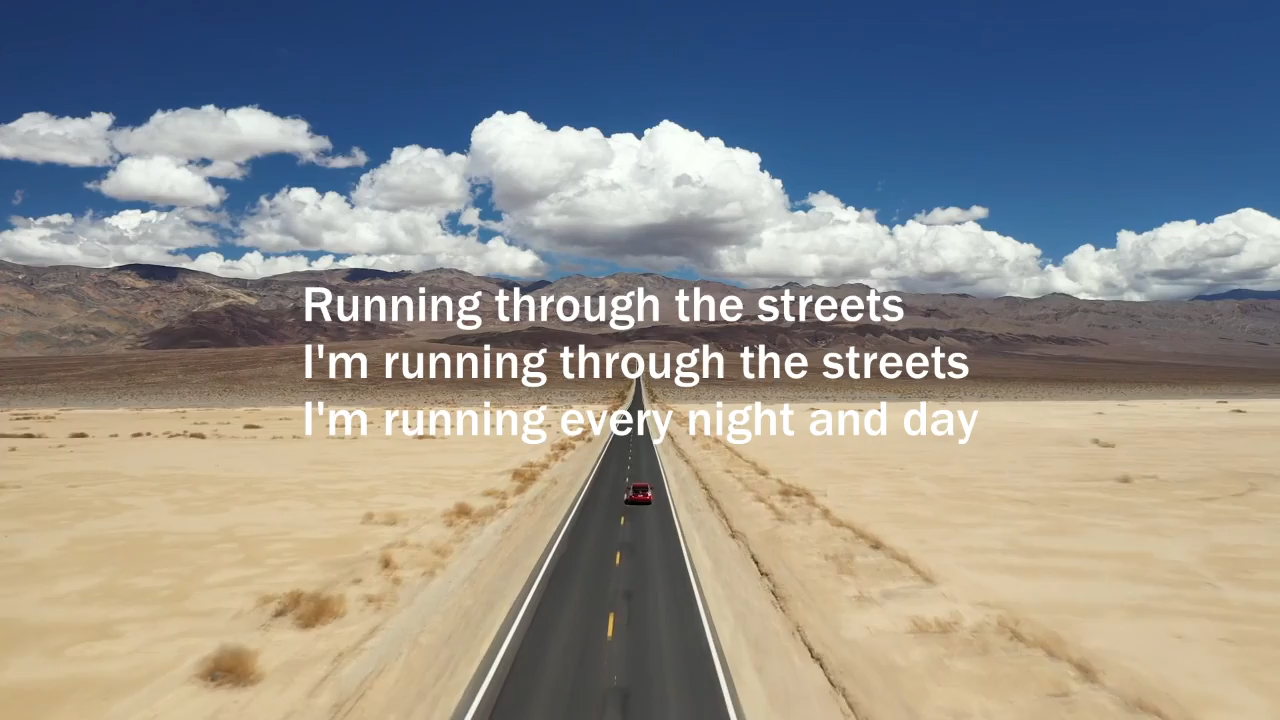 Running through the streets
I'm running through the streets
I'm running every night and day